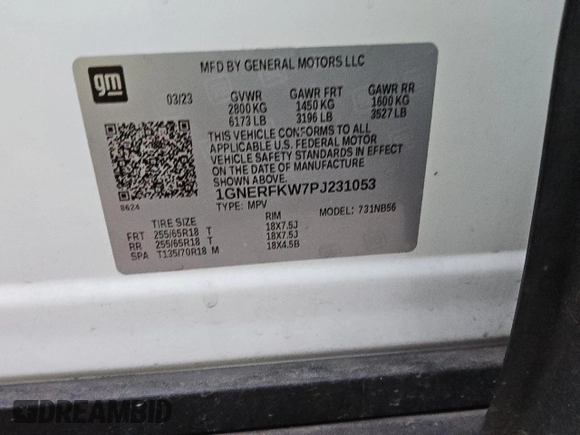 gm
MFD BY GENERAL MOTORS LLC
03/23 GVWR GAWR FRT GAWR RR
2800 KG 1450 KG 1600 KG
6173 LB 3196 LB 3527 LB
THIS VEHICLE CONFORMS TO ALL
APPLICABLE U.S. FEDERAL MOTOR
VEHICLE SAFETY STANDARDS IN EFFECT
ON THE DATE OF MANUFACTURE
SHOWN ABOVE.
1GNERFKW7PJ231053
8624 TYPE: MPV MODEL: 731NB56
TIRE SIZE RIM
FRT 255/65R18 T 18X7.5J
RR 255/65R18 T 18X7.5J
SPA T135/70R18 M 18X4.5B
DREAMBID